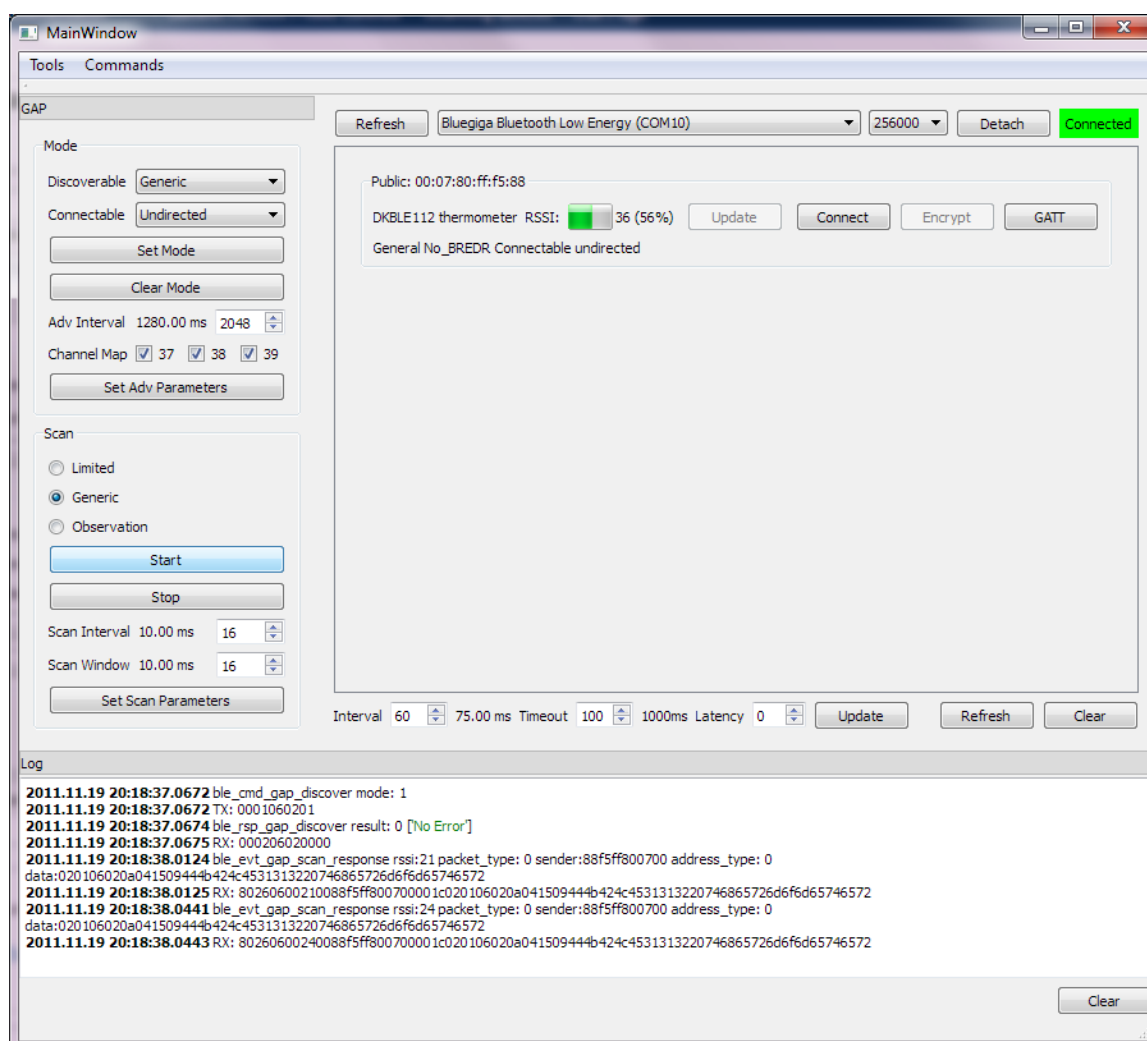 MainWindow
Tools Commands
GAP
Mode
Discoverable Generic
Connectable Undirected
Set Mode
Clear Mode
Adv Interval 1280.00 ms 2048
Channel Map 37 38 39
Set Adv Parameters
Scan
Limited
Generic
Observation
Start
Stop
Scan Interval 10.00 ms 16
Scan Window 10.00 ms 16
Set Scan Parameters
Refresh Bluegiga Bluetooth Low Energy (COM10) 256000 Detach Connected
Public: 00:07:80:ff:f5:88
DKBLE112 thermometer RSSI: 36 (56%) Update Connect Encrypt GATT
General No_BREDR Connectable undirected
Interval 60 75.00 ms Timeout 100 1000ms Latency 0 Update Refresh Clear
Log
2011.11.19 20:18:37.0672 ble_cmd_gap_discover mode: 1
2011.11.19 20:18:37.0672 TX: 0001060201
2011.11.19 20:18:37.0674 ble_rsp_gap_discover result: 0 ['No Error']
2011.11.19 20:18:37.0675 RX: 000206020000
2011.11.19 20:18:38.0124 ble_evt_gap_scan_response rssi:21 packet_type: 0 sender:88f5ff800700 address_type: 0
data:020106020a041509444b424c4531313220746865726d6f6d65746572
2011.11.19 20:18:38.0125 RX: 80260600210088f5ff800700001c020106020a041509444b424c4531313220746865726d6f6d65746572
2011.11.19 20:18:38.0441 ble_evt_gap_scan_response rssi:24 packet_type: 0 sender:88f5ff800700 address_type: 0
data:020106020a041509444b424c4531313220746865726d6f6d65746572
2011.11.19 20:18:38.0443 RX: 80260600240088f5ff800700001c020106020a041509444b424c4531313220746865726d6f6d65746572
Clear